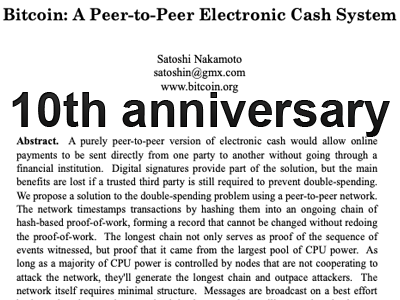 Bitcoin: A Peer-to-Peer Electronic Cash System
Satoshi Nakamoto
satoshin@gmx.com
www.bitcoin.org
10th anniversary
Abstract. A purely peer-to-peer version of electronic cash would allow online
payments to be sent directly from one party to another without going through a
financial institution. Digital signatures provide part of the solution, but the main
benefits are lost if a trusted third party is still required to prevent double-spending.
We propose a solution to the double-spending problem using a peer-to-peer network.
The network timestamps transactions by hashing them into an ongoing chain of
hash-based proof-of-work, forming a record that cannot be changed without redoing
the proof-of-work. The longest chain not only serves as proof of the sequence of
events witnessed, but proof that it came from the largest pool of CPU power. As
long as a majority of CPU power is controlled by nodes that are not cooperating to
attack the network, they'll generate the longest chain and outpace attackers. The
network itself requires minimal structure. Messages are broadcast on a best effort